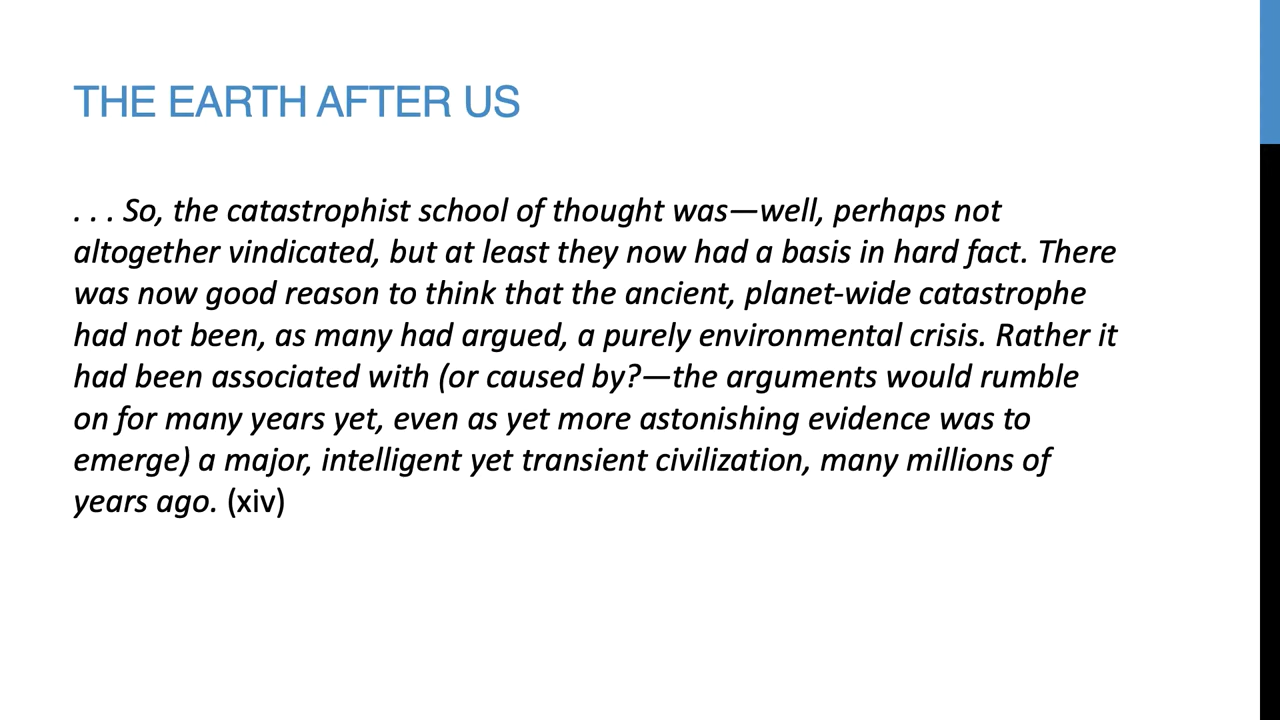 THE EARTH AFTER US
. . . So, the catastrophist school of thought was—well, perhaps not
altogether vindicated, but at least they now had a basis in hard fact. There
was now good reason to think that the ancient, planet-wide catastrophe
had not been, as many had argued, a purely environmental crisis. Rather it
had been associated with (or caused by?—the arguments would rumble
on for many years yet, even as yet more astonishing evidence was to
emerge) a major, intelligent yet transient civilization, many millions of
years ago. (xiv)